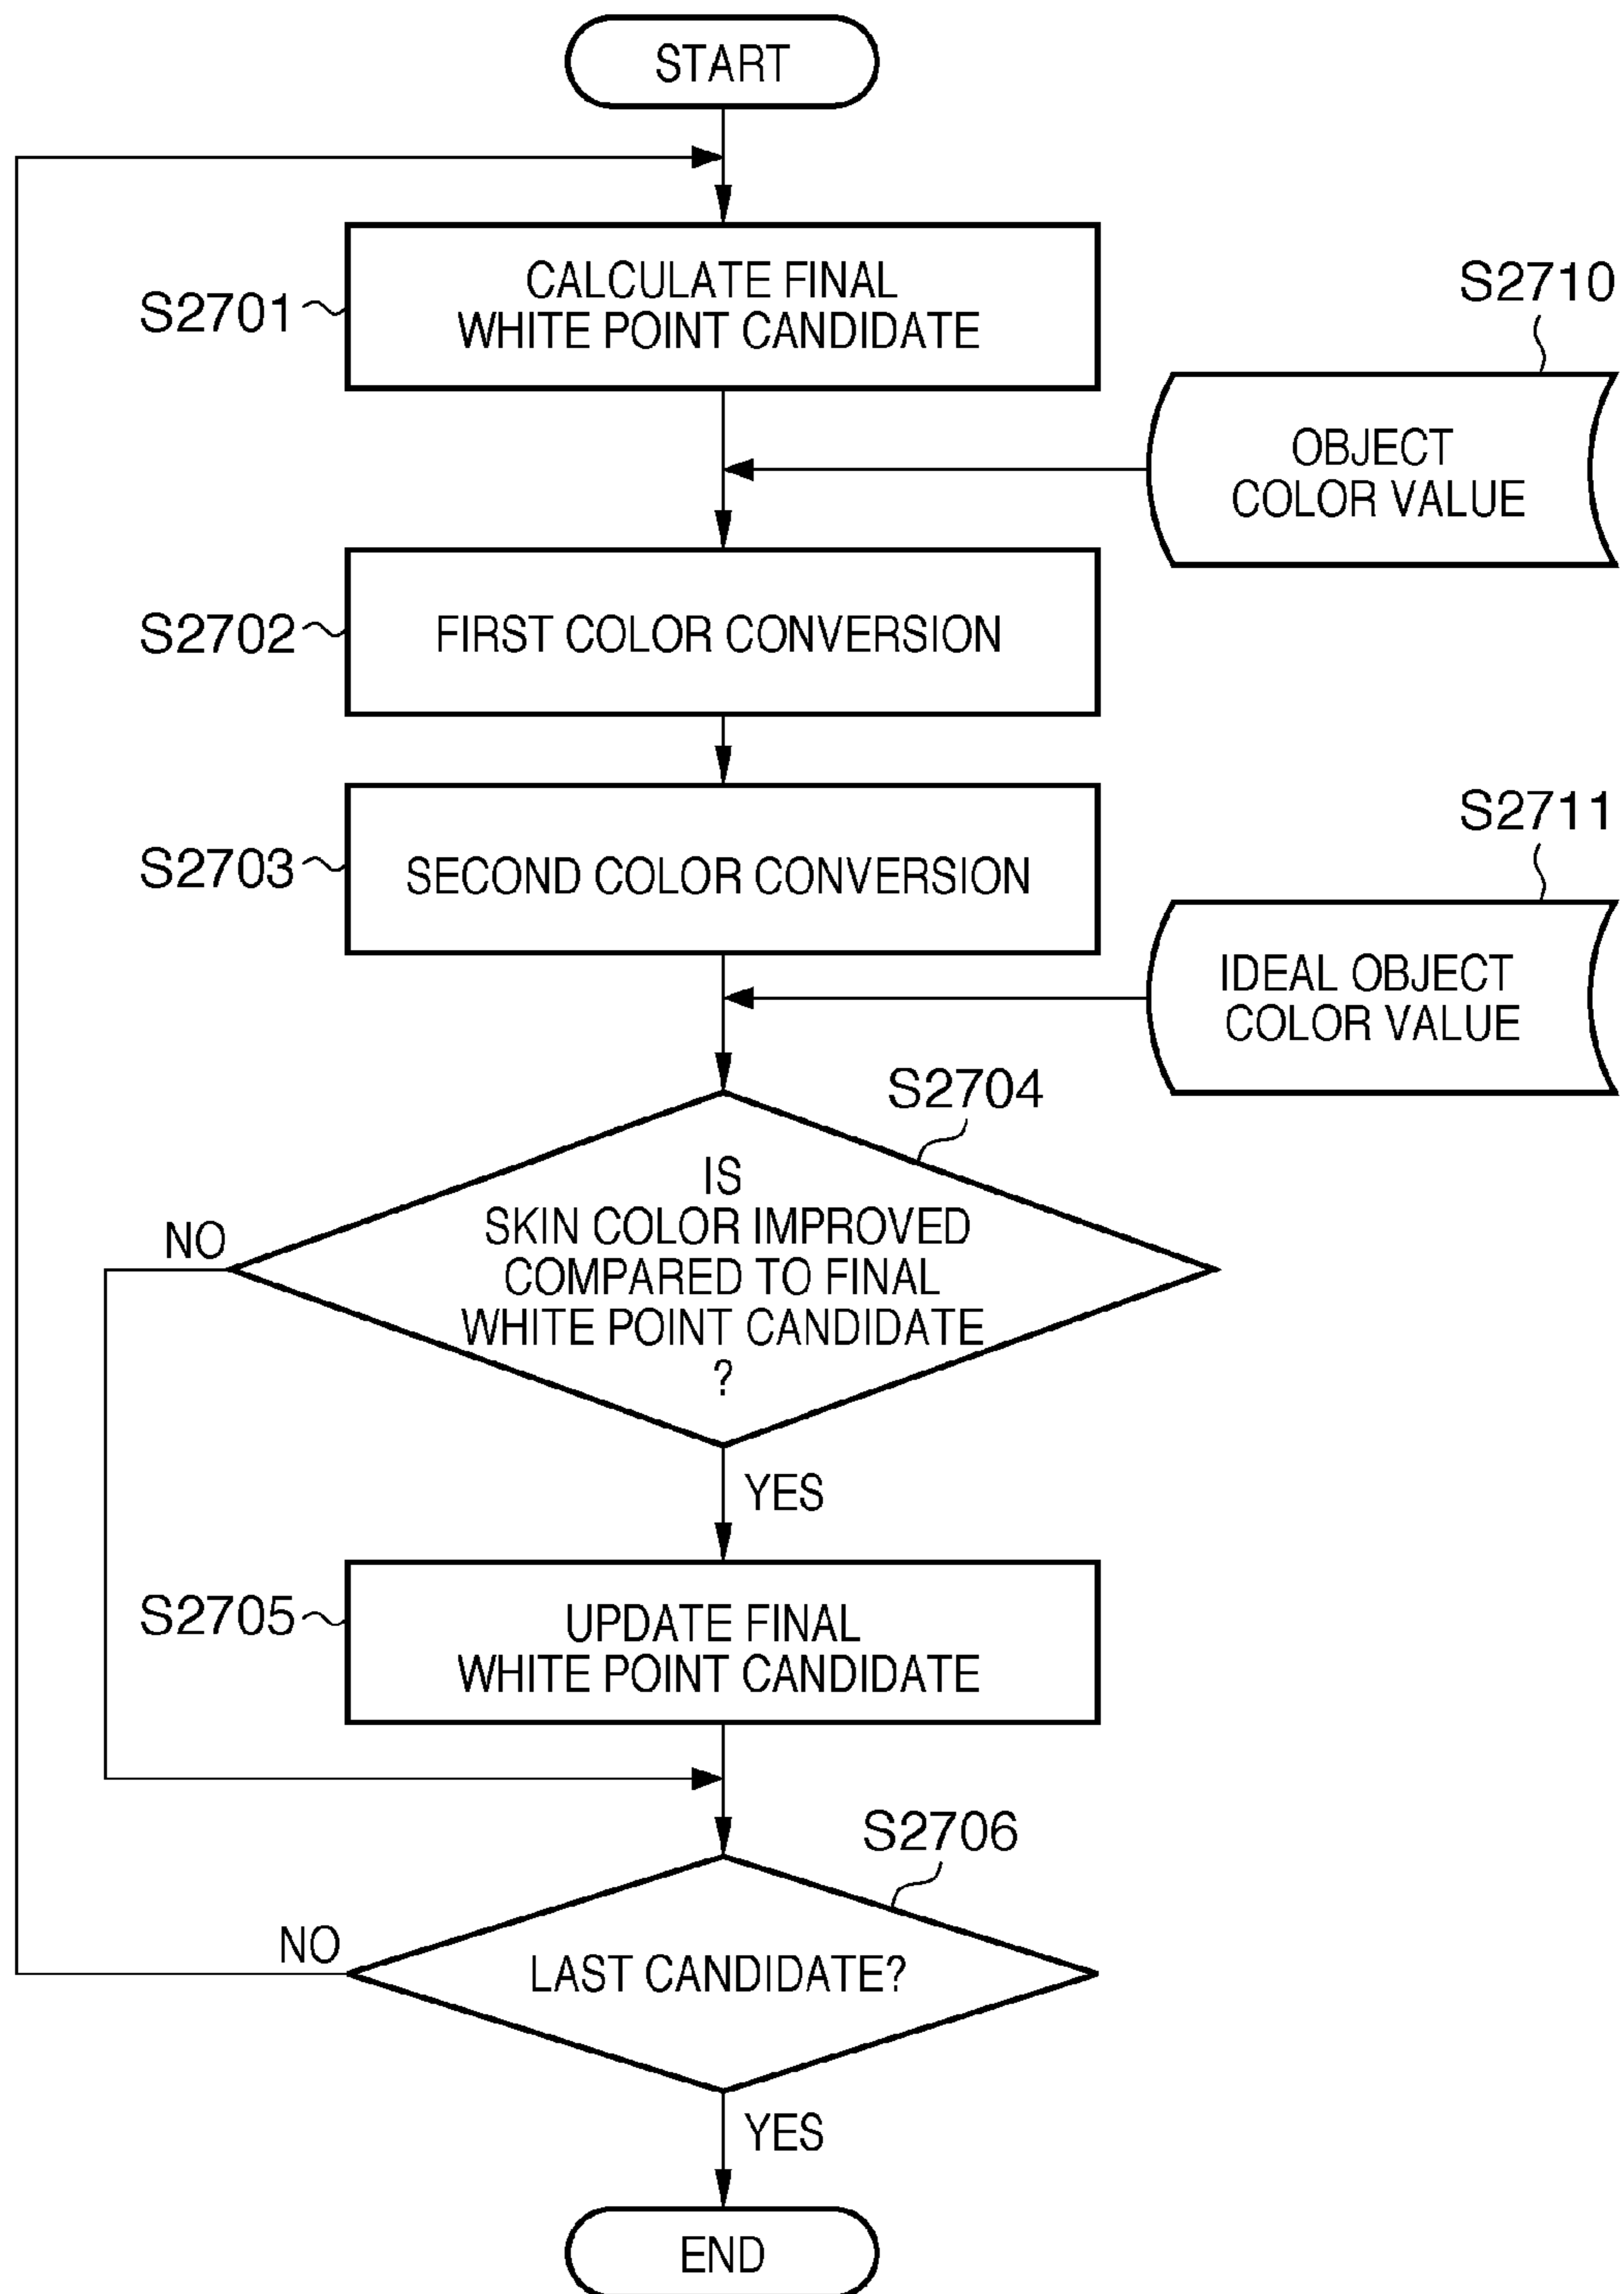 START
S2701
CALCULATE FINAL
WHITE POINT CANDIDATE
S2710
OBJECT
COLOR VALUE
S2702
FIRST COLOR CONVERSION
S2703
SECOND COLOR CONVERSION
S2711
IDEAL OBJECT
COLOR VALUE
S2704
IS
SKIN COLOR IMPROVED
COMPARED TO FINAL
WHITE POINT CANDIDATE
?
NO
YES
S2705
UPDATE FINAL
WHITE POINT CANDIDATE
S2706
LAST CANDIDATE?
NO
YES
END